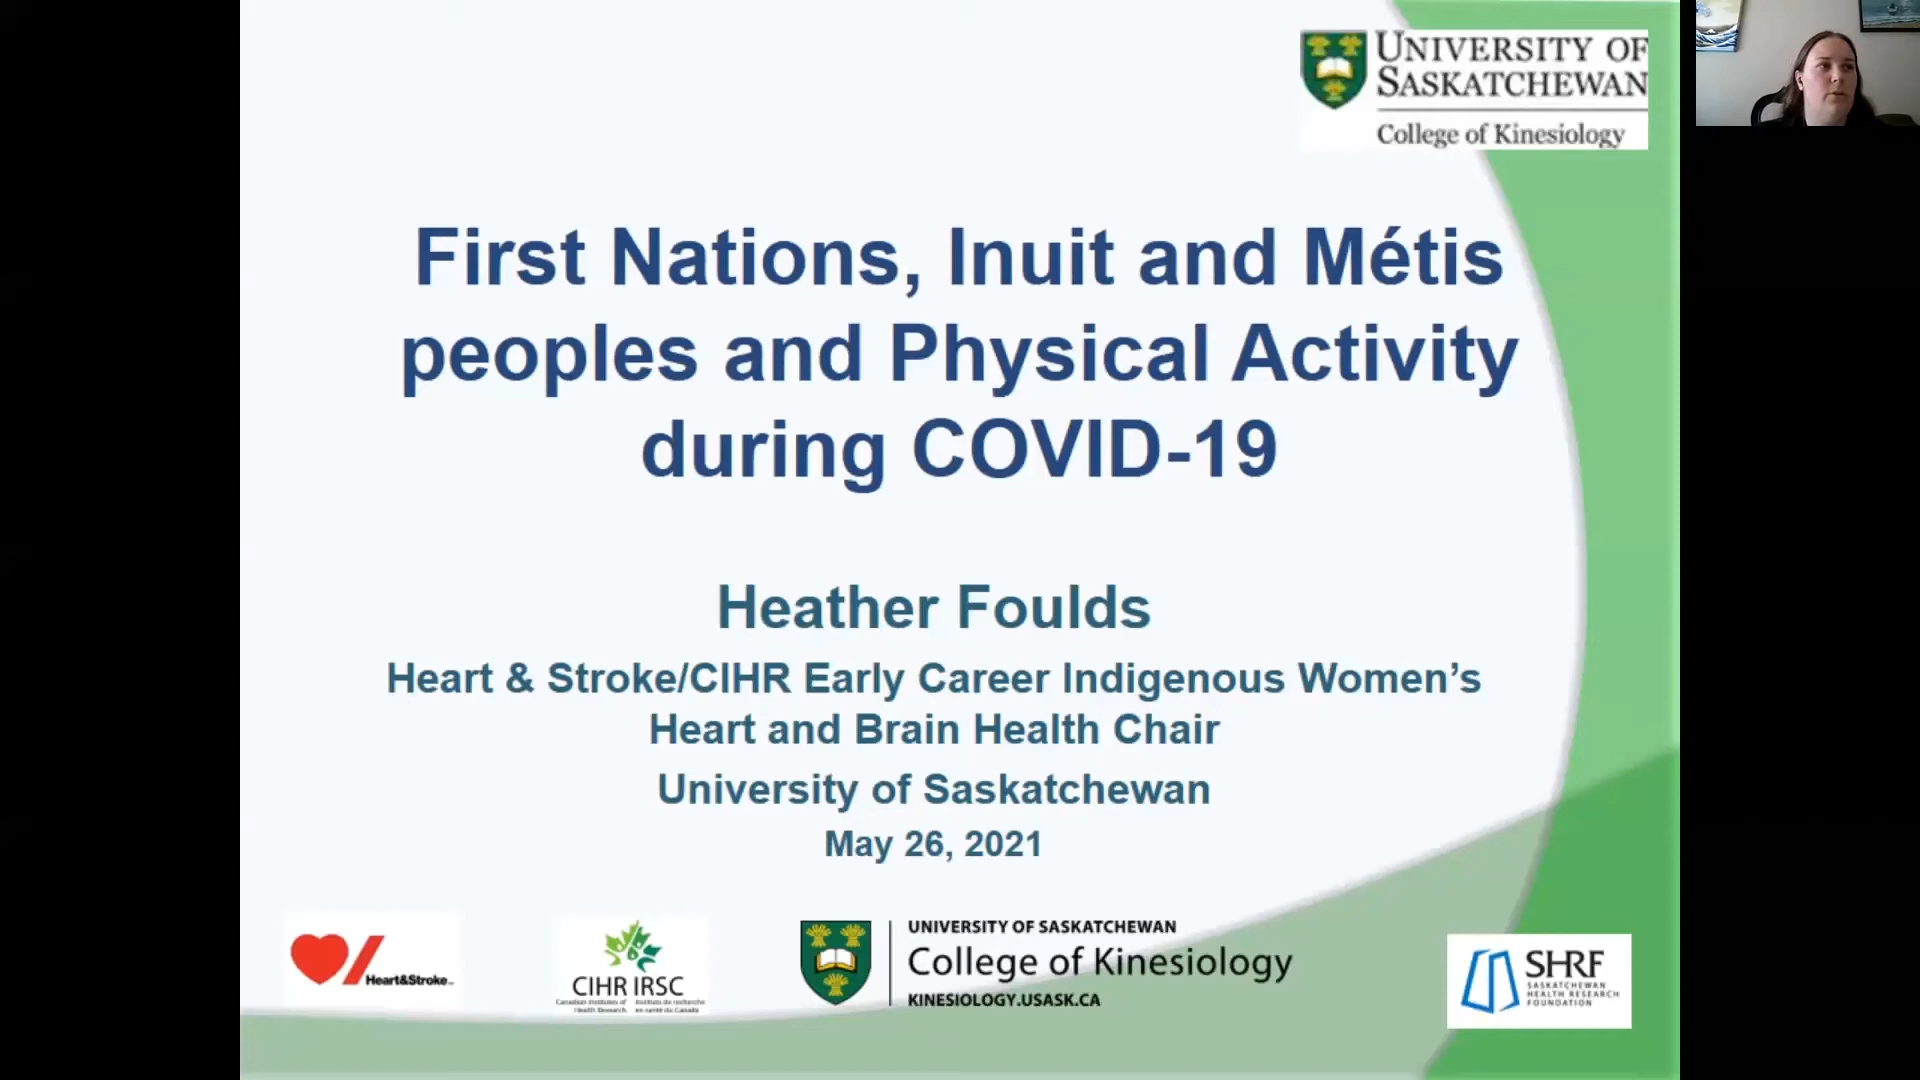 UNIVERSITY OF
SASKATCHEWAN
College of Kinesiology
First Nations, Inuit and Métis
peoples and Physical Activity
during COVID-19
Heather Foulds
Heart & Stroke/CIHR Early Career Indigenous Women’s
Heart and Brain Health Chair
University of Saskatchewan
May 26, 2021
Heart&Stroke™
CIHR IRSC
Canadian Institutes of Health Research
Instituts de recherche en santé du Canada
UNIVERSITY OF SASKATCHEWAN
College of Kinesiology
KINESIOLOGY.USASK.CA
SHRF
SASKATCHEWAN
HEALTH RESEARCH
FOUNDATION